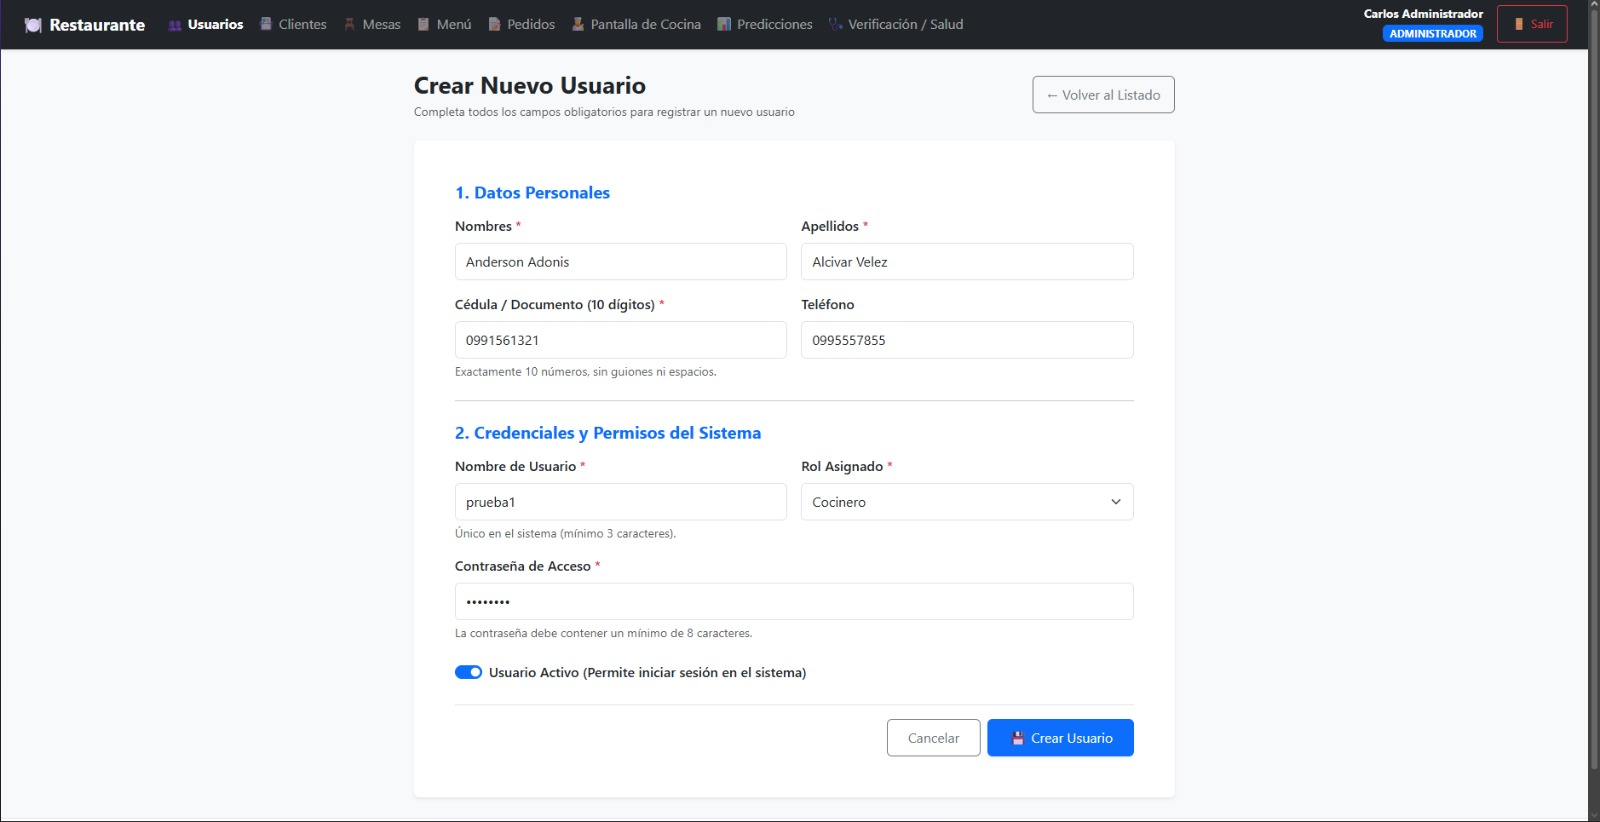 Restaurante Usuarios Clientes Mesas Menú Pedidos Pantalla de Cocina Predicciones Verificación / Salud Carlos Administrador ADMINISTRADOR Salir
Crear Nuevo Usuario
Completa todos los campos obligatorios para registrar un nuevo usuario
← Volver al Listado
1. Datos Personales
Nombres * Apellidos *
Anderson Adonis Alcivar Velez
Cédula / Documento (10 dígitos) * Teléfono
0991561321 0995557855
Exactamente 10 números, sin guiones ni espacios.
2. Credenciales y Permisos del Sistema
Nombre de Usuario * Rol Asignado *
prueba1 Cocinero
Único en el sistema (mínimo 3 caracteres).
Contraseña de Acceso *
••••••••
La contraseña debe contener un mínimo de 8 caracteres.
Usuario Activo (Permite iniciar sesión en el sistema)
Cancelar Crear Usuario